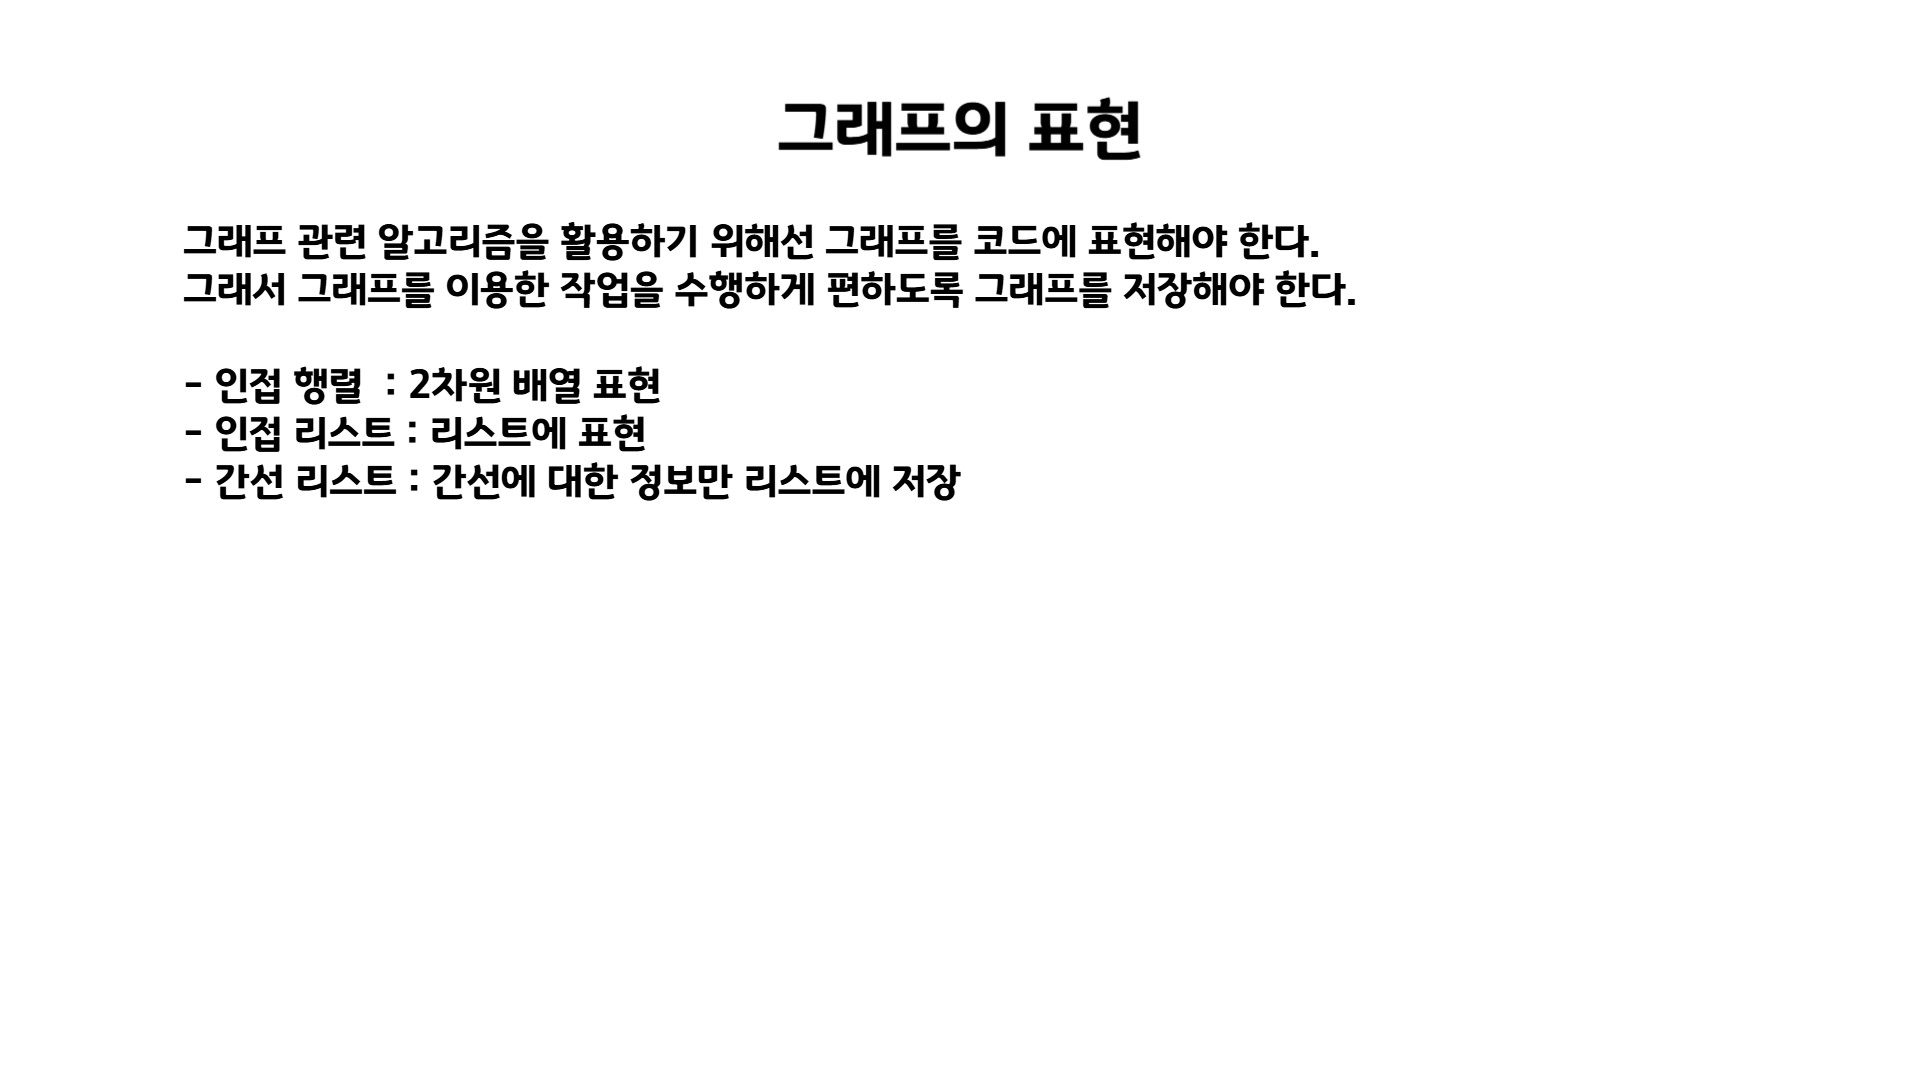 그래프의 표현
그래프 관련 알고리즘을 활용하기 위해선 그래프를 코드에 표현해야 한다.
그래서 그래프를 이용한 작업을 수행하게 편하도록 그래프를 저장해야 한다.
- 인접 행렬  : 2차원 배열 표현
- 인접 리스트 : 리스트에 표현
- 간선 리스트 : 간선에 대한 정보만 리스트에 저장